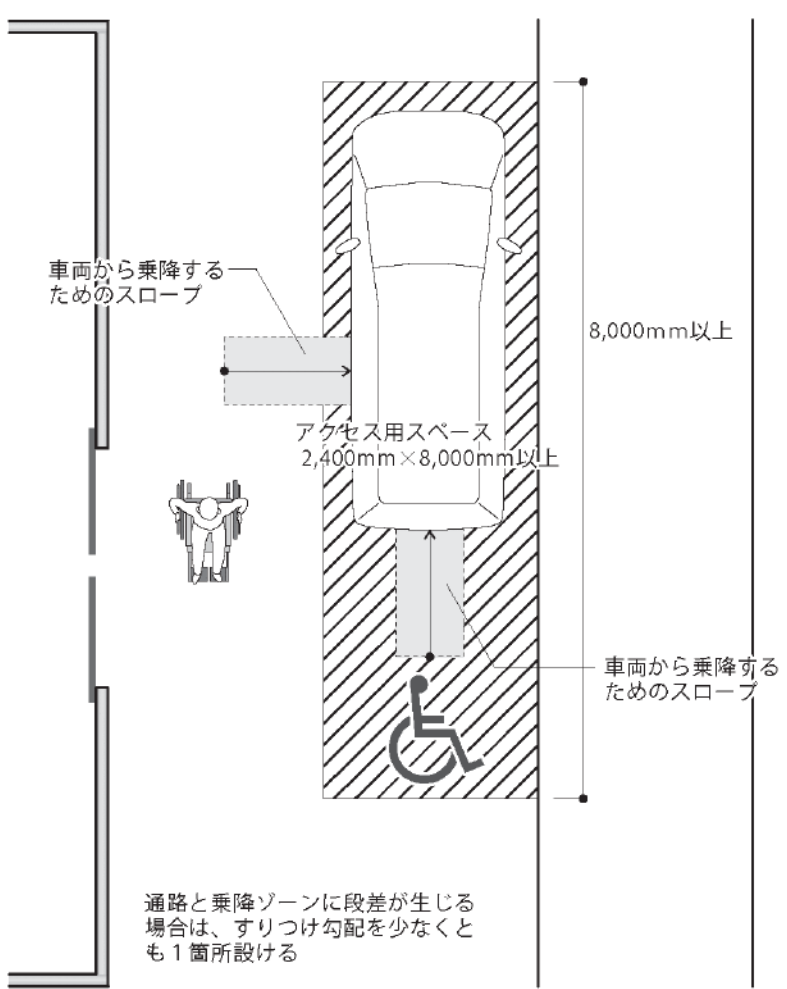 車両から乗降する
ためのスロープ
8,000mm以上
アクセス用スペース
2,400mm×8,000mm以上
車両から乗降する
ためのスロープ
通路と乗降ゾーンに段差が生じる
場合は、すりつけ勾配を少なくと
も1箇所設ける